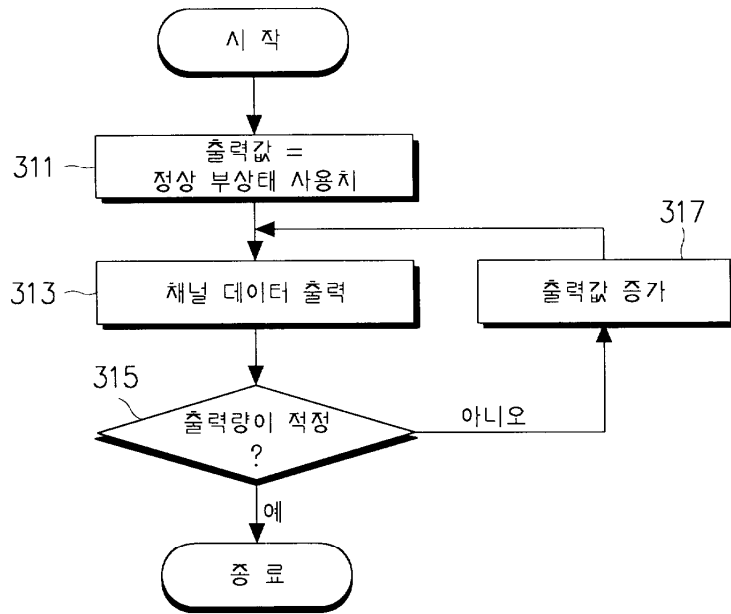 시 작
311
출력값 =
정상 부상태 사용치
317
313
채널 데이터 출력
출력값 증가
315
출력량이 적정
?
아니오
예
종 료